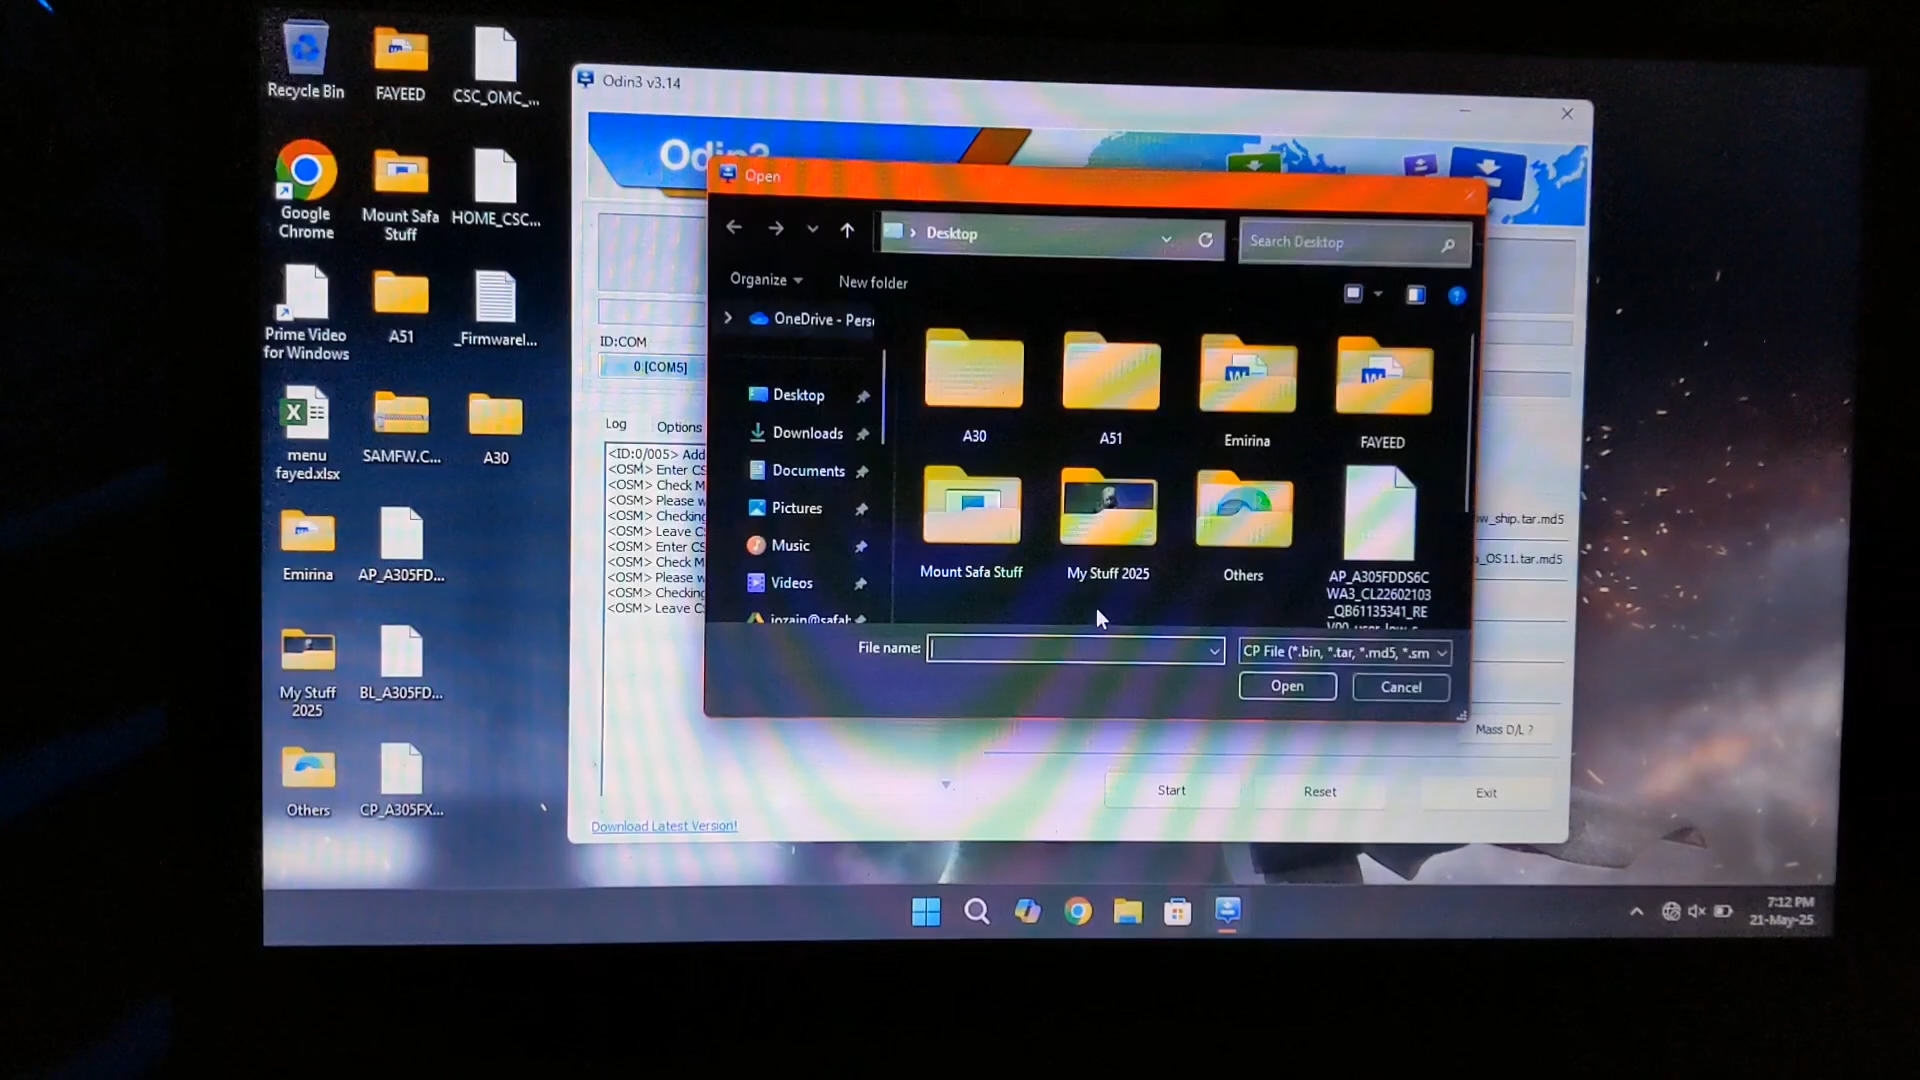 Recycle Bin
FAYEED
CSC_OMC_...
Google
Chrome
Mount Safa
Stuff
HOME_CSC...
Prime Video
for Windows
A51
_Firmwarel...
menu
fayed.xlsx
SAMFW.C...
A30
Emirina
AP_A305FD...
My Stuff
2025
BL_A305FD...
Others
CP_A305FX...
Odin3 v3.14
Odin3
ID:COM
0:[COM5]
Log
Options
<ID:0/005> Add
<OSM> Enter CS
<OSM> Check M
<OSM> Please w
<OSM> Checking
<OSM> Leave C
<OSM> Enter CS
<OSM> Check M
<OSM> Please w
<OSM> Checking
<OSM> Leave C
Open
Desktop
Search Desktop
Organize
New folder
OneDrive - Pers
Desktop
Downloads
Documents
Pictures
Music
Videos
A30
A51
Emirina
FAYEED
Mount Safa Stuff
My Stuff 2025
Others
AP_A305FDDS6C
WA3_CL22602103
_QB61135341_RE
File name:
CP File (*.bin, *.tar, *.md5, *.sm
Open
Cancel
w_ship.tar.md5
_OS11.tar.md5
Mass D/L ?
Start
Reset
Exit
Download Latest Version!
7:12 PM
21-May-25